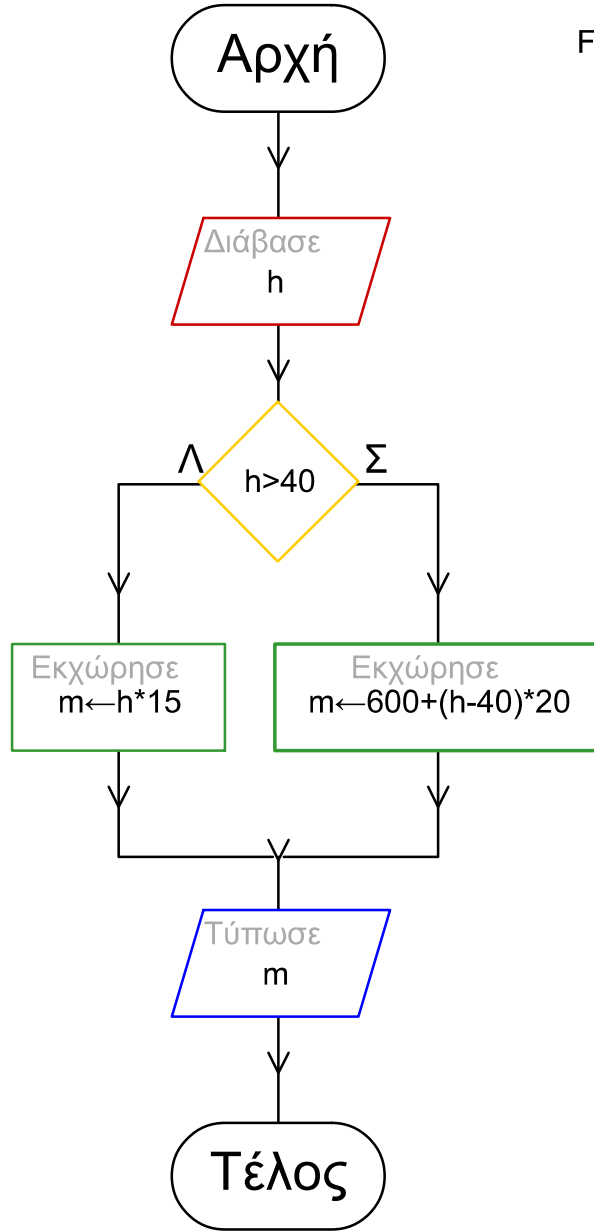 Αρχή
F
Διάβασε
h
Λ
h>40
Σ
Εκχώρησε
m←h*15
Εκχώρησε
m←600+(h-40)*20
Τύπωσε
m
Τέλος